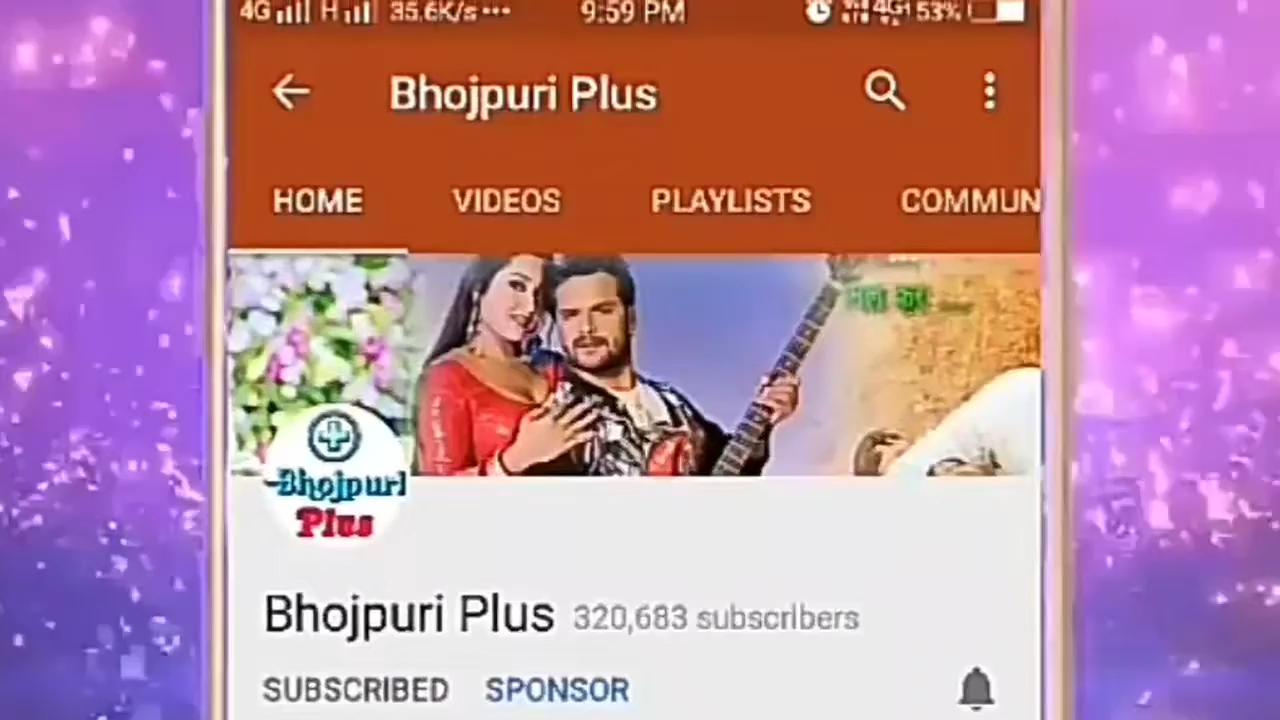 4G H 35.6K/s ... 9:59 PM 4G 53%
Bhojpuri Plus
HOME VIDEOS PLAYLISTS COMMUN
Bhojpuri
Plus
Bhojpuri Plus 320,683 subscribers
SUBSCRIBED SPONSOR